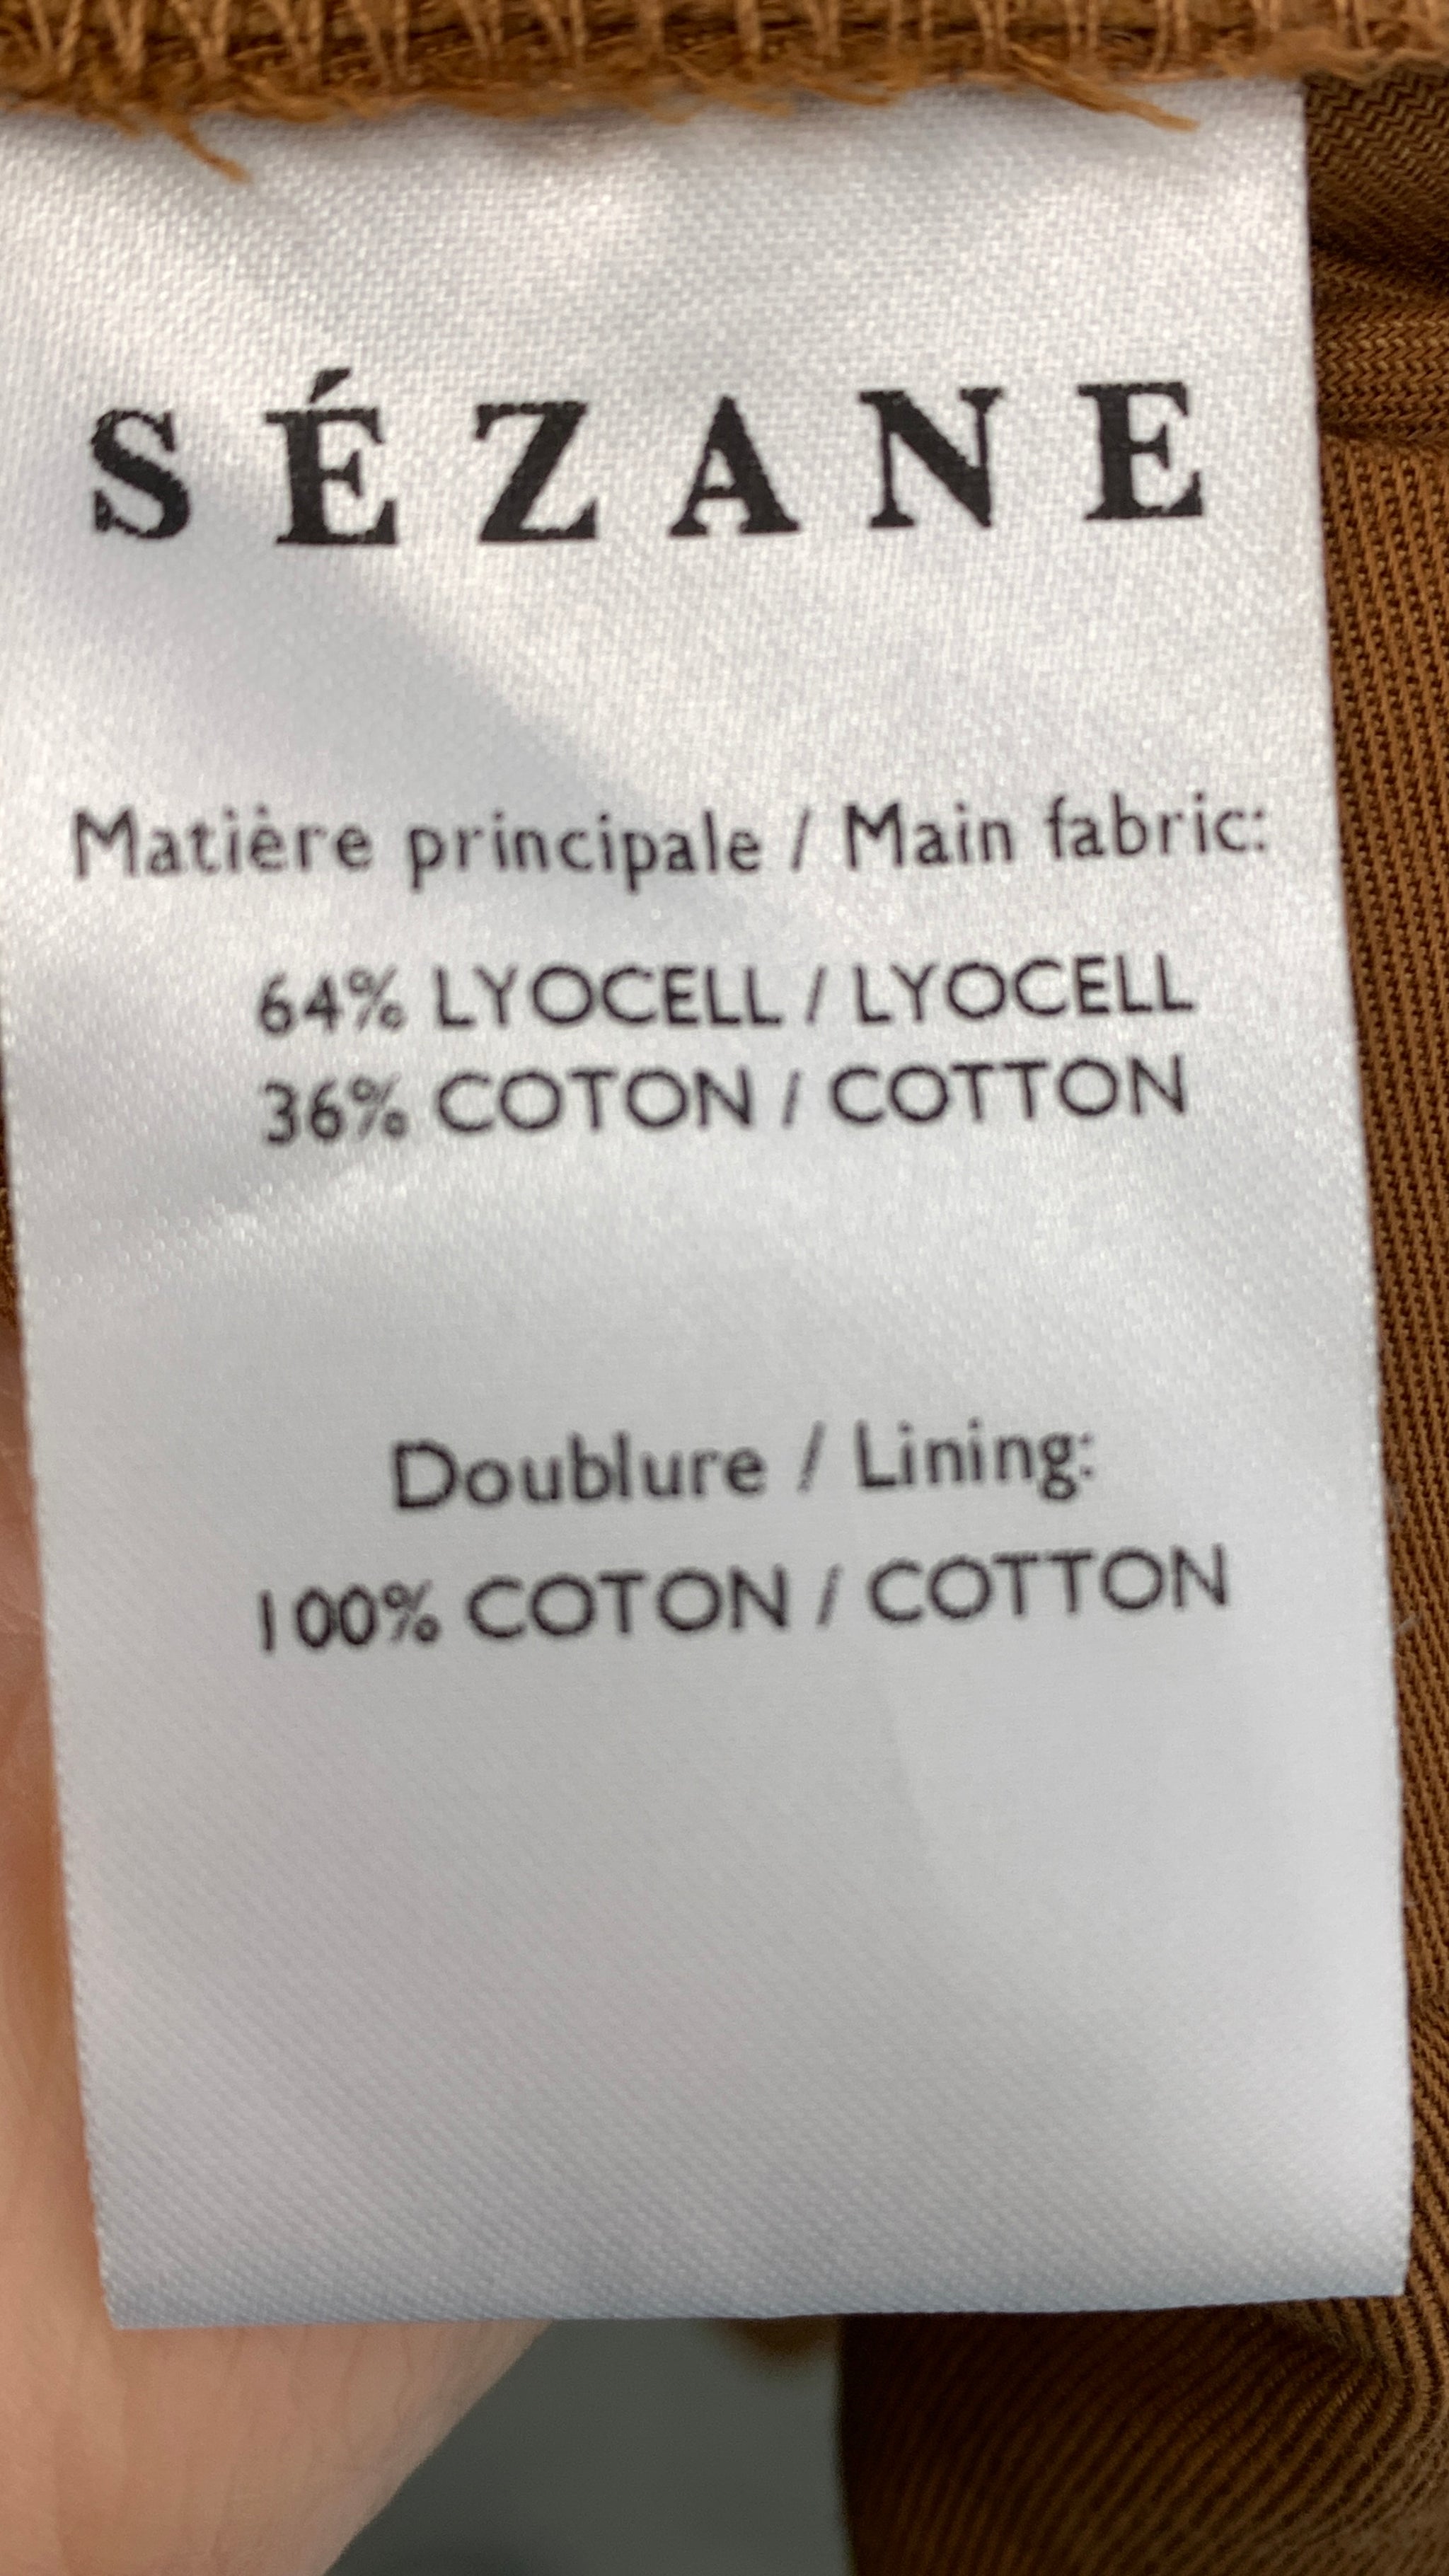 SÉZANE
Matière principale / Main fabric:
64% LYOCELL / LYOCELL
36% COTON / COTTON
Doublure / Lining:
100% COTON / COTTON